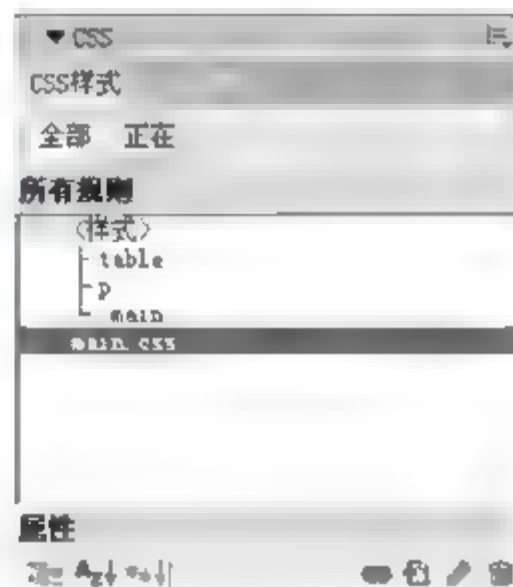 CSS
CSS样式
全部 正在
所有规则
〈样式〉
table
p
main
main.css
属性